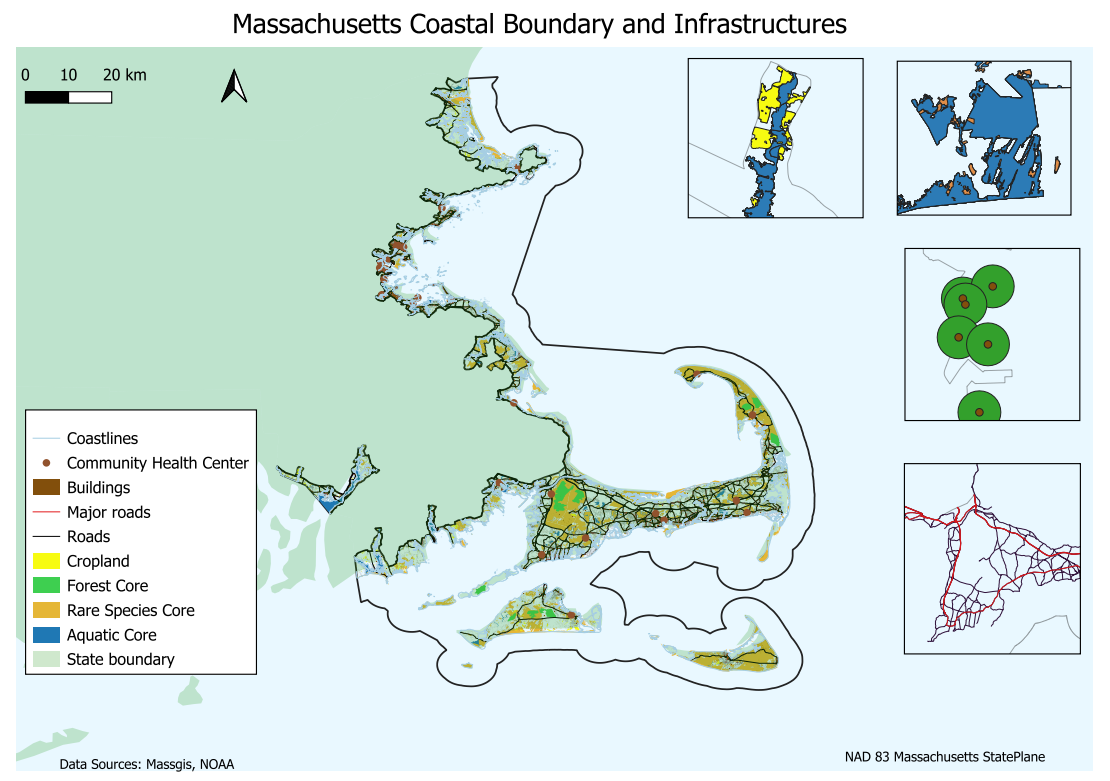 Massachusetts Coastal Boundary and Infrastructures
0 10 20 km
Coastlines
Community Health Center
Buildings
Major roads
Roads
Cropland
Forest Core
Rare Species Core
Aquatic Core
State boundary
Data Sources: Massgis, NOAA
NAD 83 Massachusetts StatePlane